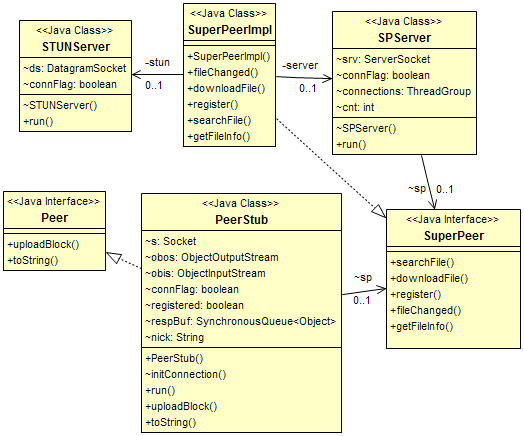 <<Java Class>>
STUNServer
~ds: DatagramSocket
~connFlag: boolean
~STUNServer()
+run()
-stun
0..1
<<Java Class>>
SuperPeerImpl
+SuperPeerImpl()
+fileChanged()
+downloadFile()
+register()
+searchFile()
+getFileInfo()
-server
0..1
<<Java Class>>
SPServer
~srv: ServerSocket
~connFlag: boolean
~connections: ThreadGroup
~cnt: int
~SPServer()
+run()
~sp
0..1
<<Java Interface>>
Peer
+uploadBlock()
+toString()
<<Java Class>>
PeerStub
~s: Socket
~obos: ObjectOutputStream
~obis: ObjectInputStream
~connFlag: boolean
~registered: boolean
~respBuf: SynchronousQueue<Object>
~nick: String
+PeerStub()
~initConnection()
+run()
+uploadBlock()
+toString()
~sp
0..1
<<Java Interface>>
SuperPeer
+searchFile()
+downloadFile()
+register()
+fileChanged()
+getFileInfo()